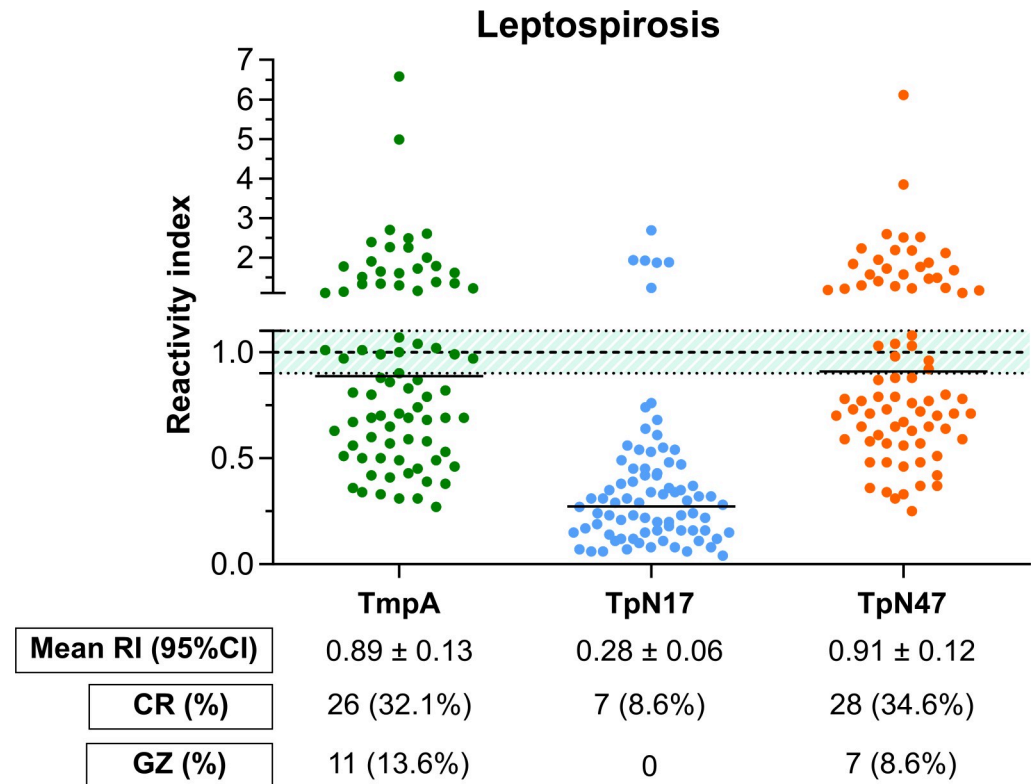 Leptospirosis
Reactivity index
7
6
5
4
3
2
1.0
0.5
0.0
TmpA TpN17 TpN47
Mean RI (95%CI) 0.89 ± 0.13 0.28 ± 0.06 0.91 ± 0.12
CR (%) 26 (32.1%) 7 (8.6%) 28 (34.6%)
GZ (%) 11 (13.6%) 0 7 (8.6%)